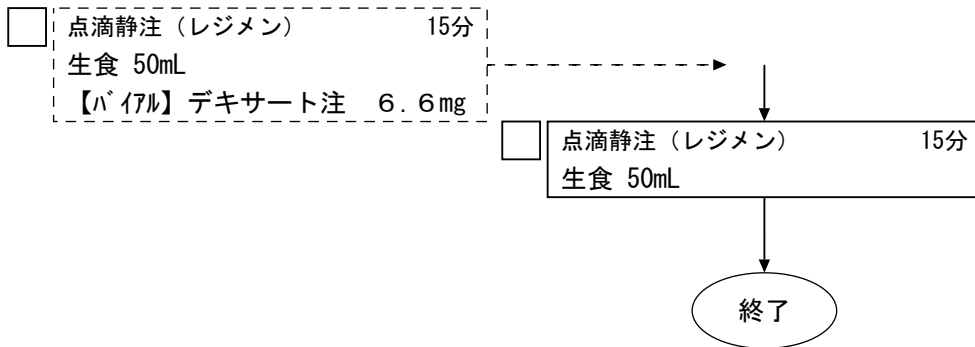 点滴静注（レジメン） 15分
生食 50mL
【ﾊﾞｲｱﾙ】デキサート注 ６.６mg
点滴静注（レジメン） 15分
生食 50mL
終了